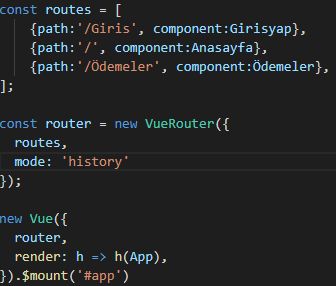 const routes = [
{path:'/Giris', component:Girisyap},
{path:'/', component:Anasayfa},
{path:'/Ödemeler', component:Ödemeler},
];
const router = new VueRouter({
routes,
mode: 'history'
});
new Vue({
router,
render: h => h(App),
}).$mount('#app')